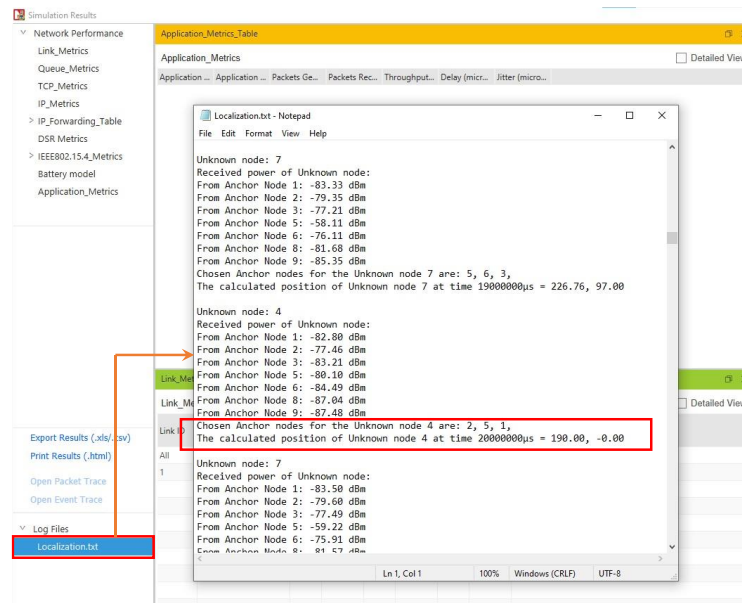 Simulation Results
Network Performance
Link_Metrics
Queue_Metrics
TCP_Metrics
IP_Metrics
IP_Forwarding_Table
DSR Metrics
IEEE802.15.4_Metrics
Battery model
Application_Metrics
Export Results (.xls/.csv)
Print Results (.html)
Open Packet Trace
Open Event Trace
Log Files
Localization.txt
Application_Metrics_Table
Application_Metrics
Detailed View
Application ... Application ... Packets Ge... Packets Rec... Throughput... Delay (micr... Jitter (micro...
Localization.txt - Notepad
File Edit Format View Help
Unknown node: 7
Received power of Unknown node:
From Anchor Node 1: -83.33 dBm
From Anchor Node 2: -79.35 dBm
From Anchor Node 3: -77.21 dBm
From Anchor Node 5: -58.11 dBm
From Anchor Node 6: -76.11 dBm
From Anchor Node 8: -81.68 dBm
From Anchor Node 9: -85.35 dBm
Chosen Anchor nodes for the Unknown node 7 are: 5, 6, 3,
The calculated position of Unknown node 7 at time 19000000µs = 226.76, 97.00
Unknown node: 4
Received power of Unknown node:
From Anchor Node 1: -82.80 dBm
From Anchor Node 2: -77.46 dBm
From Anchor Node 3: -83.21 dBm
From Anchor Node 5: -80.10 dBm
From Anchor Node 6: -84.49 dBm
From Anchor Node 8: -87.04 dBm
From Anchor Node 9: -87.48 dBm
Chosen Anchor nodes for the Unknown node 4 are: 2, 5, 1,
The calculated position of Unknown node 4 at time 20000000µs = 190.00, -0.00
Unknown node: 7
Received power of Unknown node:
From Anchor Node 1: -83.50 dBm
From Anchor Node 2: -79.60 dBm
From Anchor Node 3: -77.49 dBm
From Anchor Node 5: -59.22 dBm
From Anchor Node 6: -75.91 dBm
From Anchor Node 8: -81.57 dBm
Ln 1, Col 1 100% Windows (CRLF) UTF-8
Link_Met
Link_Me
Detailed View
Link ID
All
1